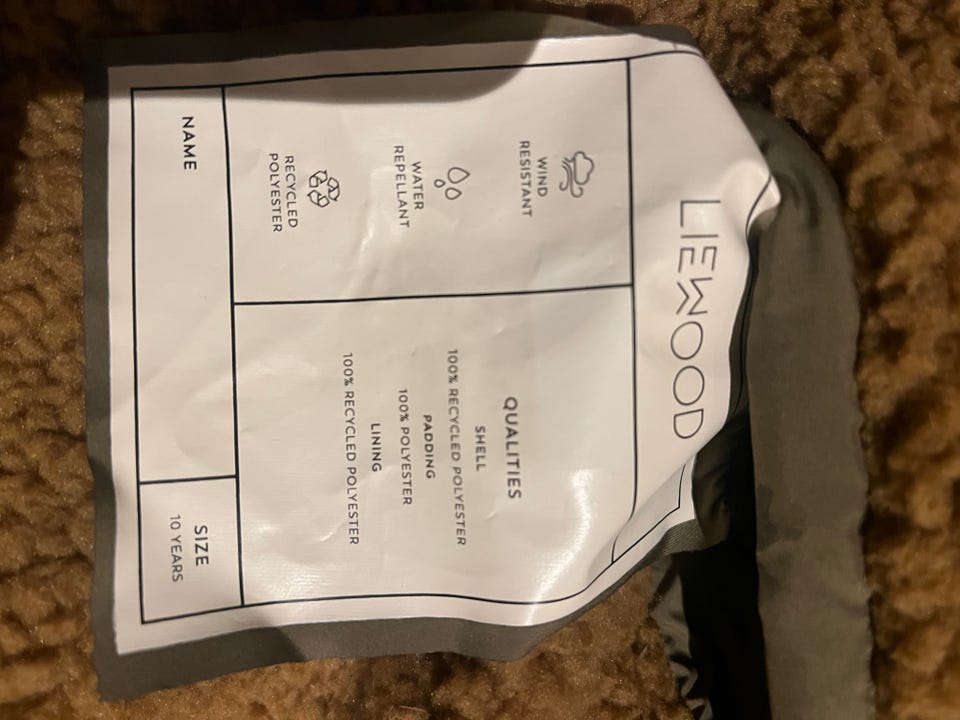 LIEWOOD
WIND
RESISTANT
WATER
REPELLANT
RECYCLED
POLYESTER
QUALITIES
SHELL
100% RECYCLED POLYESTER
PADDING
100% POLYESTER
LINING
100% RECYCLED POLYESTER
NAME
SIZE
10 YEARS